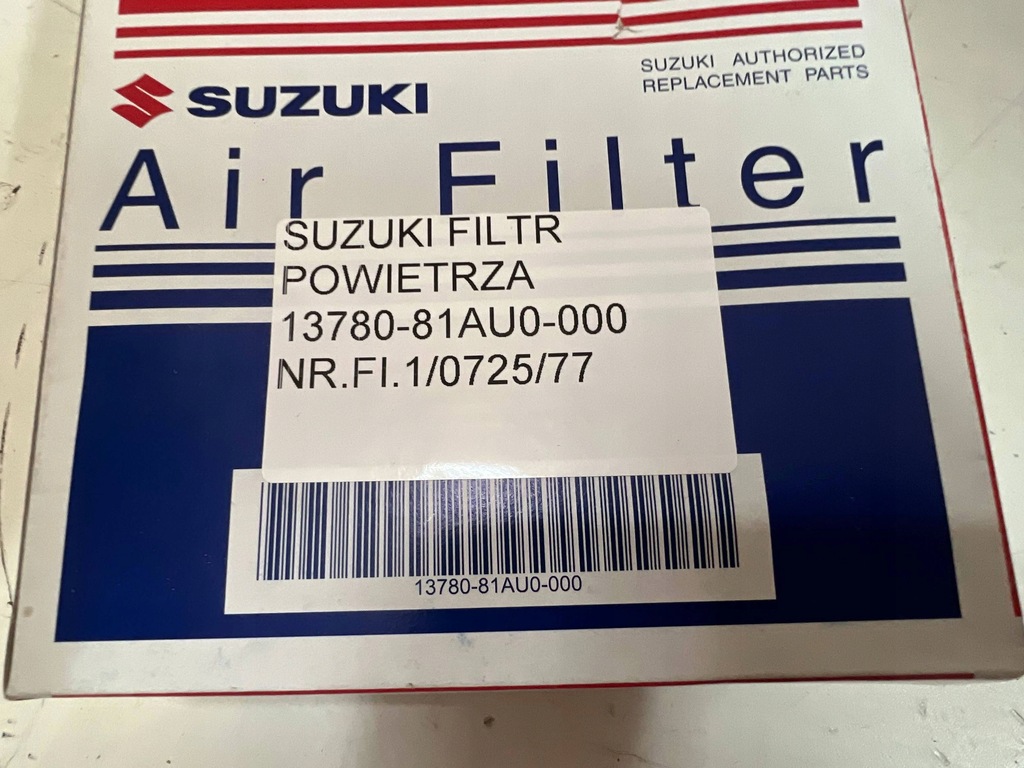 SUZUKI AUTHORIZED
REPLACEMENT PARTS
SUZUKI
Air Filter
SUZUKI FILTR
POWIETRZA
13780-81AU0-000
NR.FI.1/0725/77
13780-81AU0-000